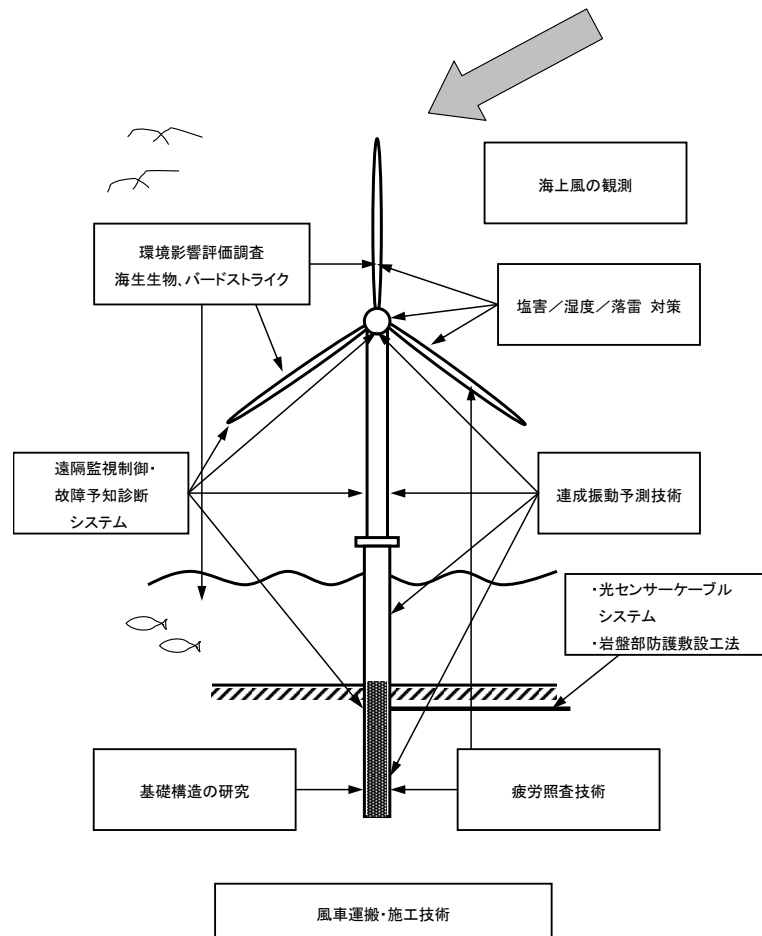 海上風の観測
環境影響評価調査
海生生物、バードストライク
塩害／湿度／落雷 対策
遠隔監視制御・
故障予知診断
システム
連成振動予測技術
・光センサーケーブル
システム
・岩盤部防護敷設工法
基礎構造の研究
疲労照査技術
風車運搬・施工技術